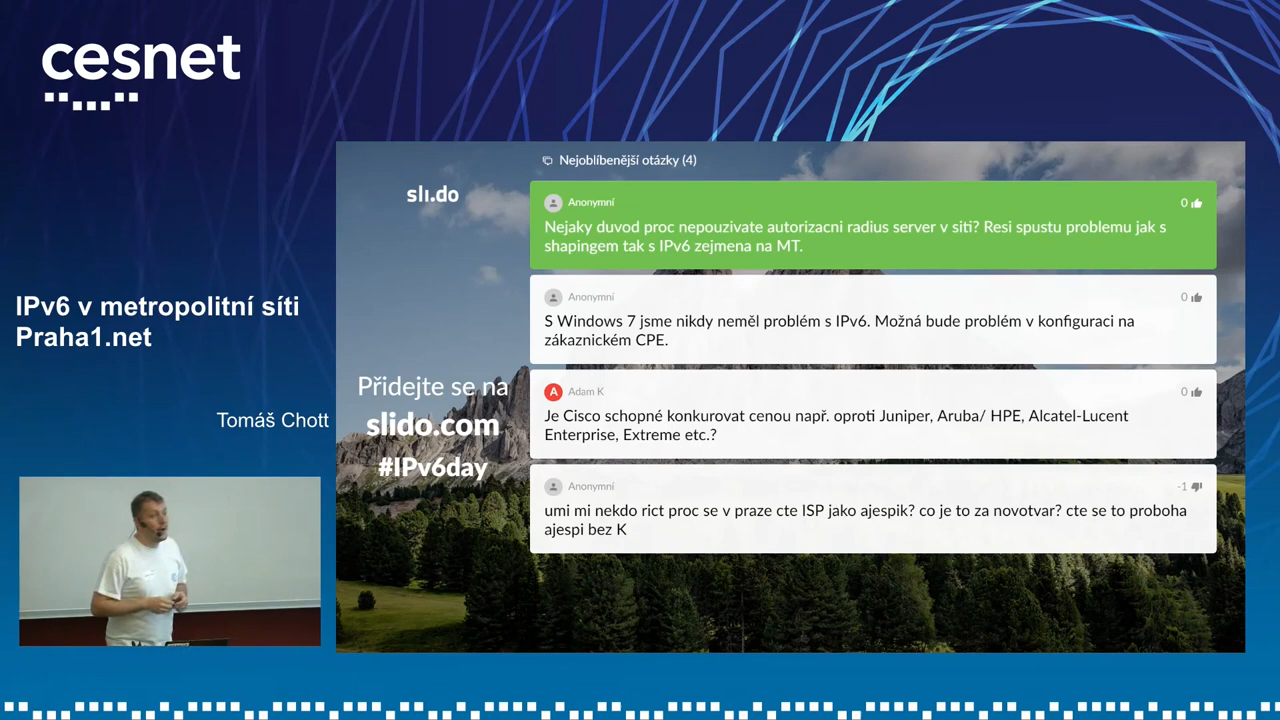 cesnet
IPv6 v metropolitní síti
Praha1.net
Tomáš Chott
sli.do
Přidejte se na
slido.com
#IPv6day
Nejoblíbenější otázky (4)
Anonymní
0
Nejaky duvod proc nepouzivate autorizacni radius server v siti? Resi spustu problemu jak s
shapingem tak s IPv6 zejmena na MT.
Anonymní
0
S Windows 7 jsme nikdy neměl problém s IPv6. Možná bude problém v konfiguraci na
zákaznickém CPE.
A
Adam K
0
Je Cisco schopné konkurovat cenou např. oproti Juniper, Aruba/ HPE, Alcatel-Lucent
Enterprise, Extreme etc.?
Anonymní
-1
umi mi nekdo rict proc se v praze cte ISP jako ajespik? co je to za novotvar? cte se to proboha
ajespi bez K